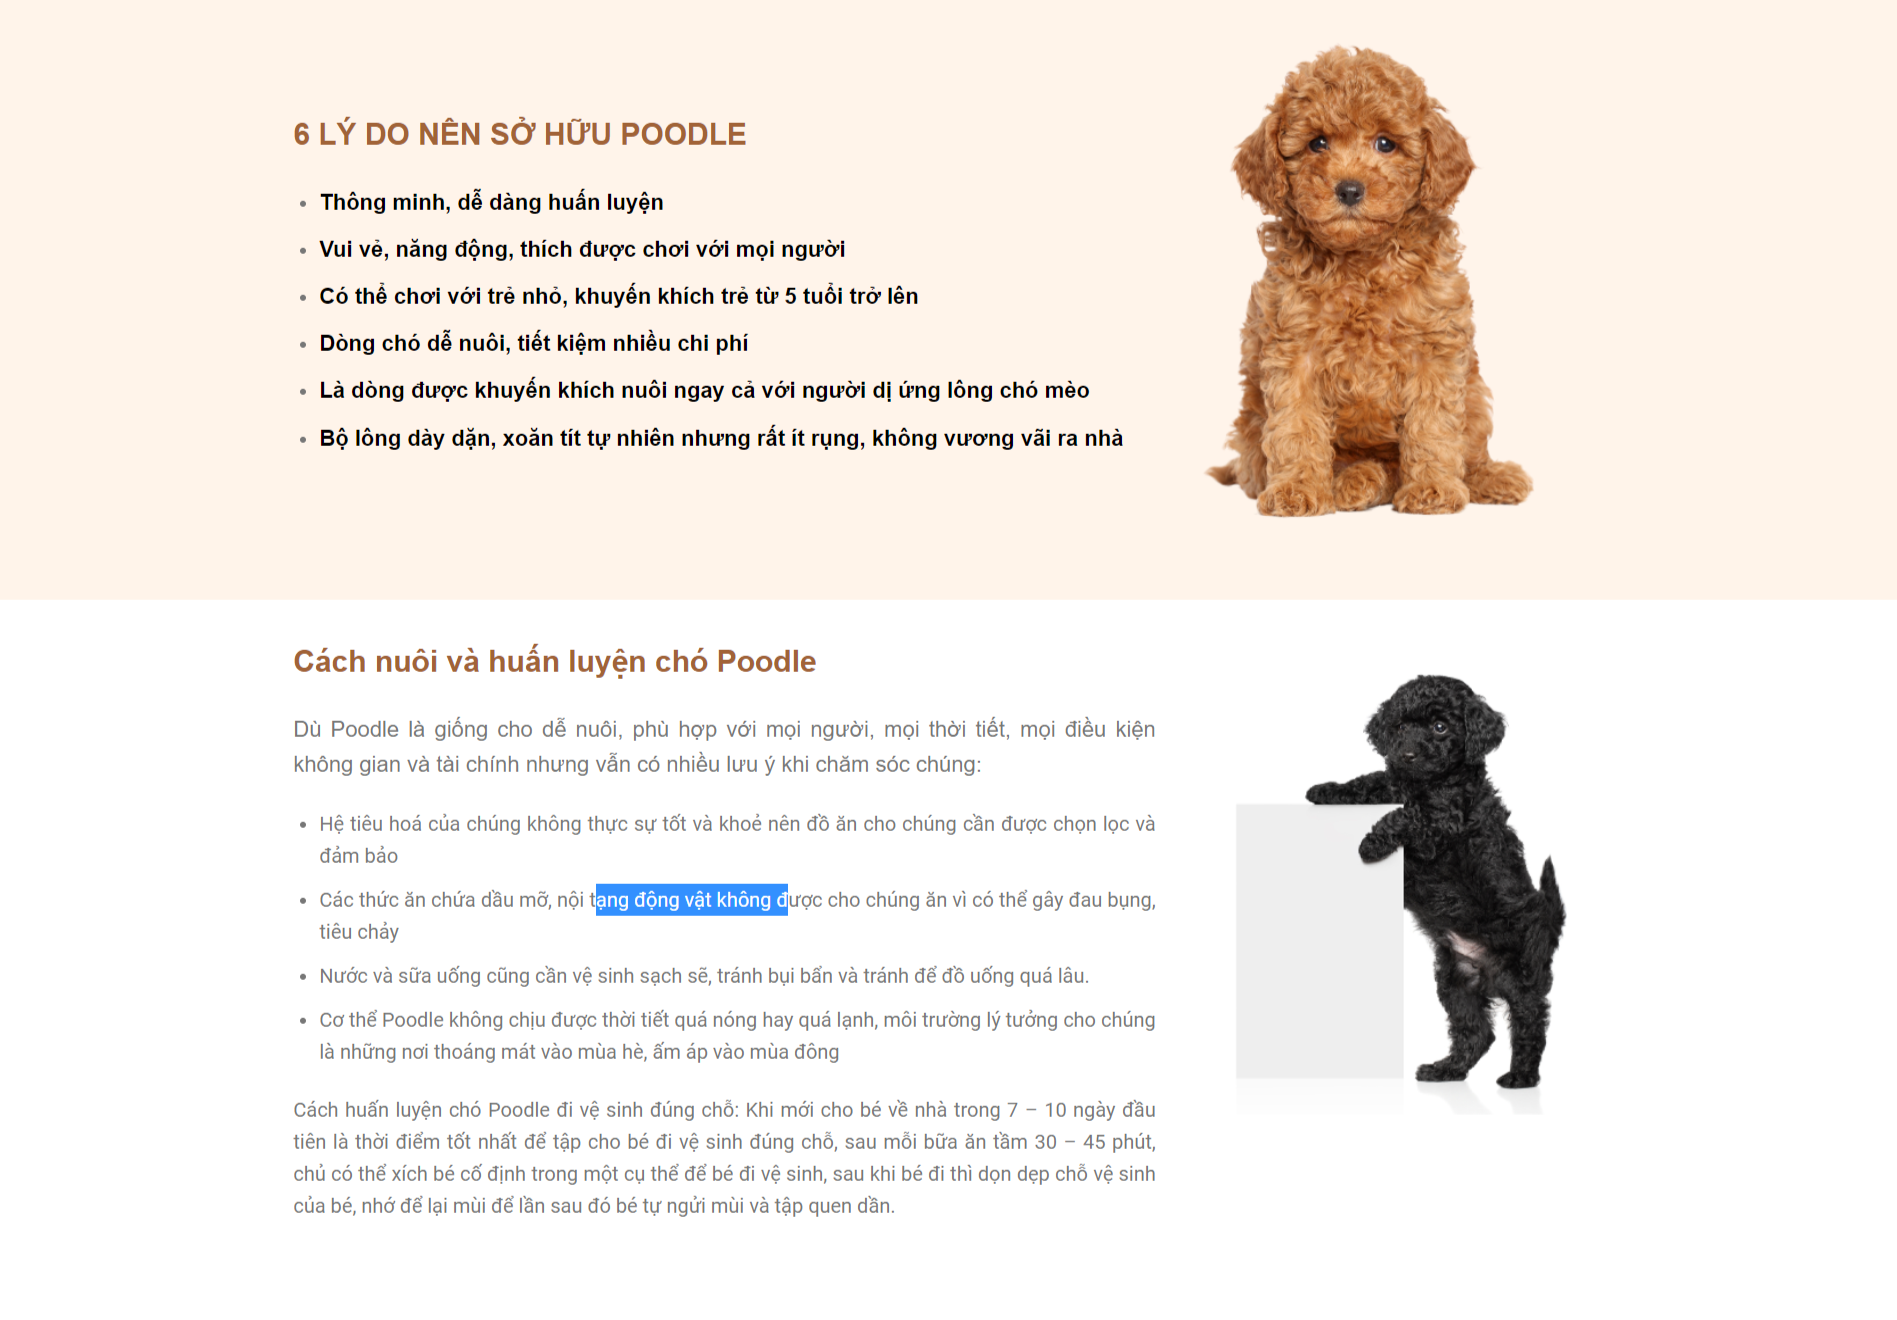 6 LÝ DO NÊN SỞ HỮU POODLE
Thông minh, dễ dàng huấn luyện
Vui vẻ, năng động, thích được chơi với mọi người
Có thể chơi với trẻ nhỏ, khuyến khích trẻ từ 5 tuổi trở lên
Dòng chó dễ nuôi, tiết kiệm nhiều chi phí
Là dòng được khuyến khích nuôi ngay cả với người dị ứng lông chó mèo
Bộ lông dày dặn, xoăn tít tự nhiên nhưng rất ít rụng, không vương vãi ra nhà
Cách nuôi và huấn luyện chó Poodle
Dù Poodle là giống cho dễ nuôi, phù hợp với mọi người, mọi thời tiết, mọi điều kiện
không gian và tài chính nhưng vẫn có nhiều lưu ý khi chăm sóc chúng:
Hệ tiêu hoá của chúng không thực sự tốt và khoẻ nên đồ ăn cho chúng cần được chọn lọc và
đảm bảo
Các thức ăn chứa dầu mỡ, nội tạng động vật không được cho chúng ăn vì có thể gây đau bụng,
tiêu chảy
Nước và sữa uống cũng cần vệ sinh sạch sẽ, tránh bụi bẩn và tránh để đồ uống quá lâu.
Cơ thể Poodle không chịu được thời tiết quá nóng hay quá lạnh, môi trường lý tưởng cho chúng
là những nơi thoáng mát vào mùa hè, ấm áp vào mùa đông
Cách huấn luyện chó Poodle đi vệ sinh đúng chỗ: Khi mới cho bé về nhà trong 7 – 10 ngày đầu
tiên là thời điểm tốt nhất để tập cho bé đi vệ sinh đúng chỗ, sau mỗi bữa ăn tầm 30 – 45 phút,
chủ có thể xích bé cố định trong một cụ thể để bé đi vệ sinh, sau khi bé đi thì dọn dẹp chỗ vệ sinh
của bé, nhớ để lại mùi để lần sau đó bé tự ngửi mùi và tập quen dần.